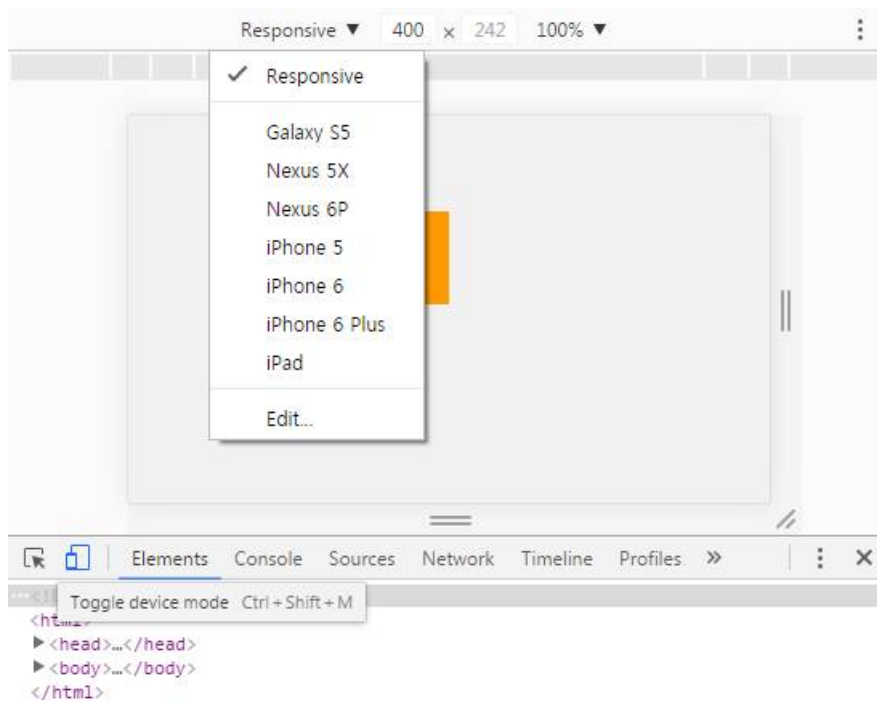 Responsive ▼ 400 × 242 100% ▼
Responsive
Galaxy S5
Nexus 5X
Nexus 6P
iPhone 5
iPhone 6
iPhone 6 Plus
iPad
Edit...
Elements Console Sources Network Timeline Profiles »
Toggle device mode Ctrl+Shift+M
<html>
▶<head>…</head>
▶<body>…</body>
</html>